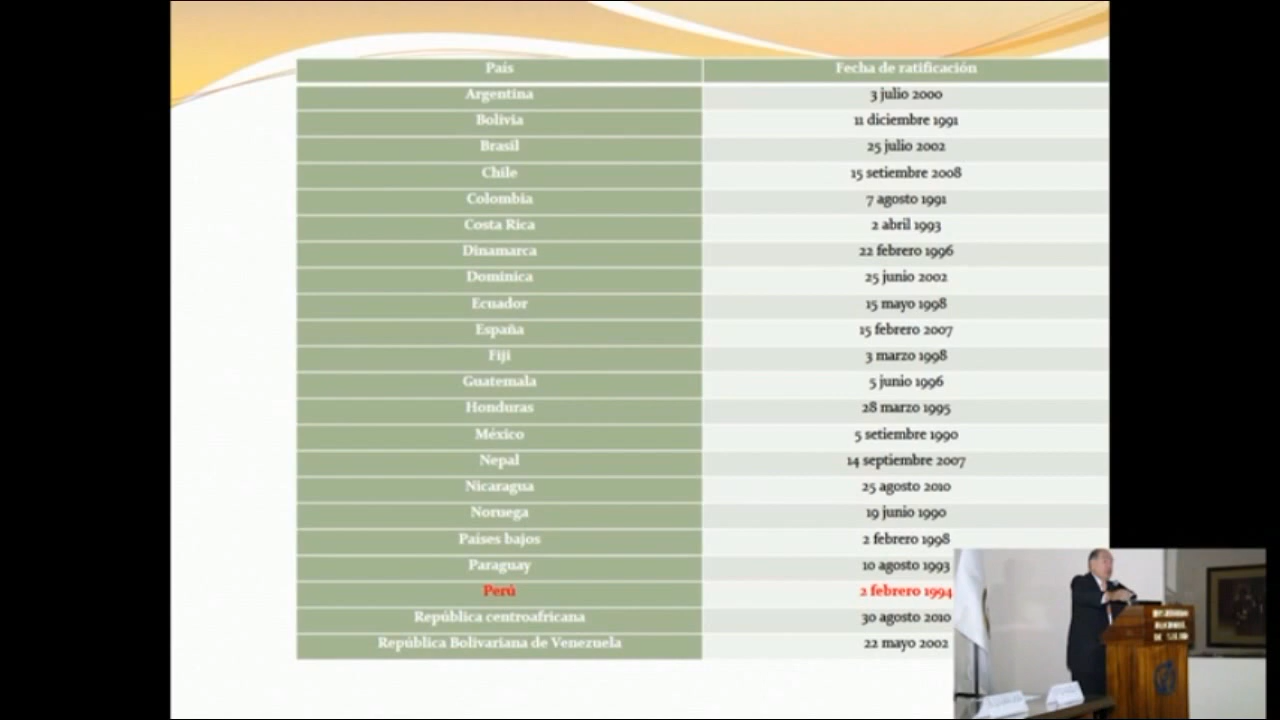 País Fecha de ratificación
Argentina 3 julio 2000
Bolivia 11 diciembre 1991
Brasil 25 julio 2002
Chile 15 setiembre 2008
Colombia 7 agosto 1991
Costa Rica 2 abril 1993
Dinamarca 22 febrero 1996
Dominica 25 junio 2002
Ecuador 15 mayo 1998
España 15 febrero 2007
Fiji 3 marzo 1998
Guatemala 5 junio 1996
Honduras 28 marzo 1995
México 5 setiembre 1990
Nepal 14 septiembre 2007
Nicaragua 25 agosto 2010
Noruega 19 junio 1990
Países bajos 2 febrero 1998
Paraguay 10 agosto 1993
Perú 2 febrero 1994
República centroafricana 30 agosto 2010
República Bolivariana de Venezuela 22 mayo 2002